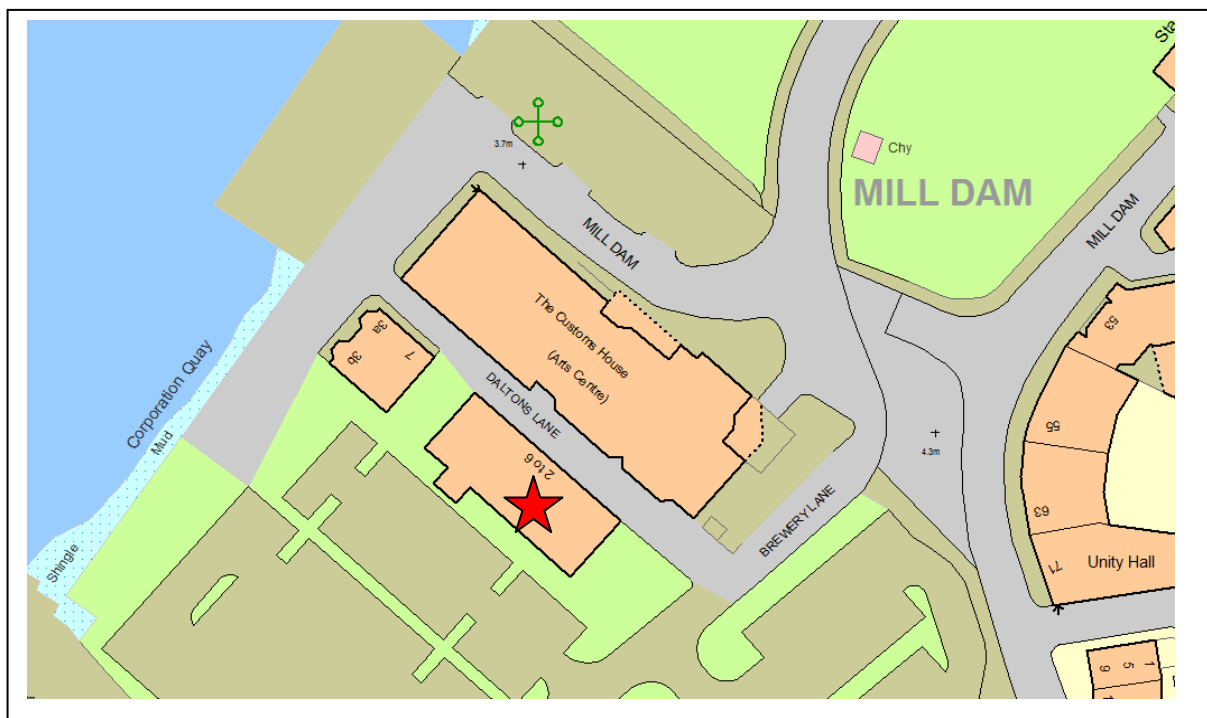 Sta
3.7m
Chy
MILL DAM
MILL DAM
MILL DAM
The Customs House
(Arts Centre)
53
3a
7
3b
Corporation Quay
Mud
DALTONS LANE
55
4.3m
2 to 6
63
BREWERY LANE
Shingle
71
Unity Hall
1
5
9